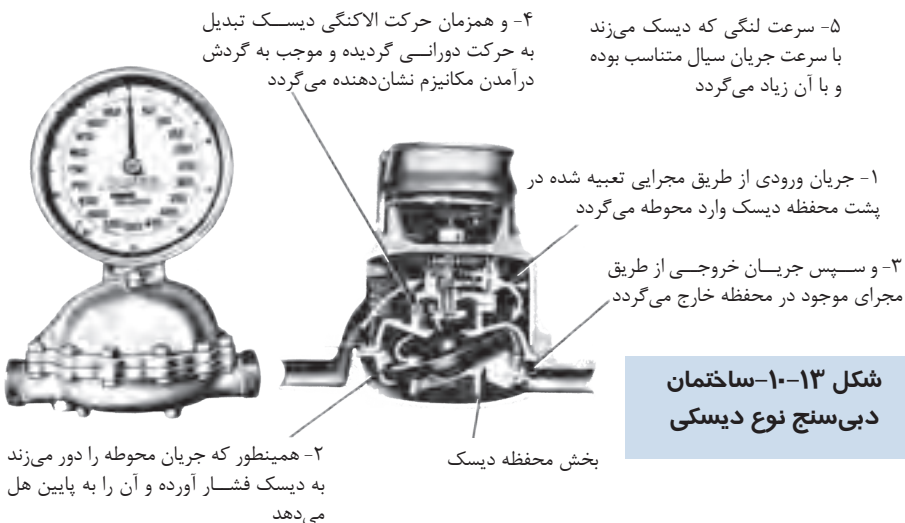 ۴- و همزمان حرکت الاکنگی دیسک تبدیل
به حرکت دورانی گردیده و موجب به گردش
درآمدن مکانیزم نشان‌دهنده می‌گردد
۵- سرعت لنگی که دیسک می‌زند
با سرعت جریان سیال متناسب بوده
و با آن زیاد می‌گردد
۱- جریان ورودی از طریق مجرایی تعبیه شده در
پشت محفظه دیسک وارد محوطه می‌گردد
۳- و سپس جریان خروجی از طریق
مجرای موجود در محفظه خارج می‌گردد
شکل ۱۳-۱۰-ساختمان
دبی‌سنج نوع دیسکی
بخش محفظه دیسک
۲- همینطور که جریان محوطه را دور می‌زند
به دیسک فشار آورده و آن را به پایین هل
می‌دهد